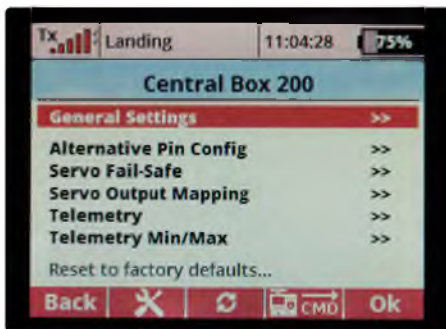 Tx Landing 11:04:28 75%
Central Box 200
General Settings >>
Alternative Pin Config >>
Servo Fail-Safe >>
Servo Output Mapping >>
Telemetry >>
Telemetry Min/Max >>
Reset to factory defaults...
Back CMD Ok